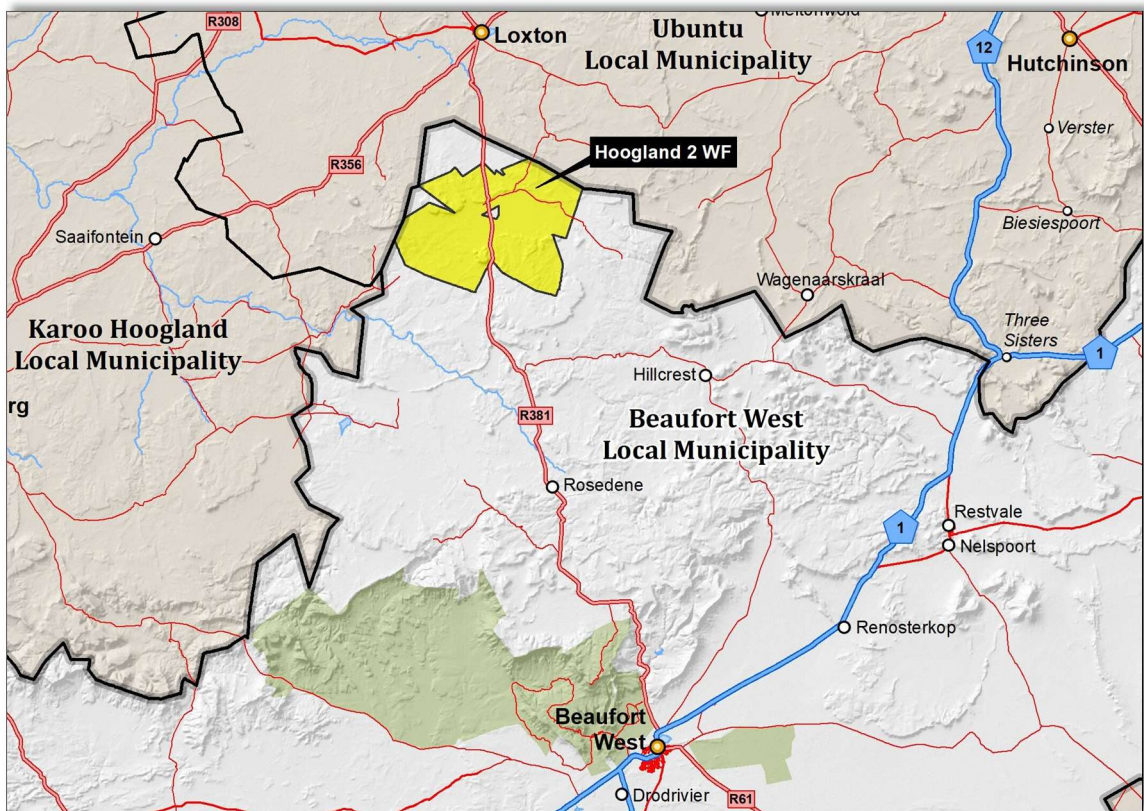 R308
Loxton
Ubuntu
Local Municipality
Meltonwold
12
Hutchinson
Verster
Hoogland 2 WF
R356
Biesiespoort
Saaifontein
Wagenaarskraal
Three
Sisters
1
Karoo Hoogland
Local Municipality
rg
Hillcrest
R381
Beaufort West
Local Municipality
Rosedene
Restvale
1
Nelspoort
Renosterkop
Beaufort
West
Drodrivier
R61